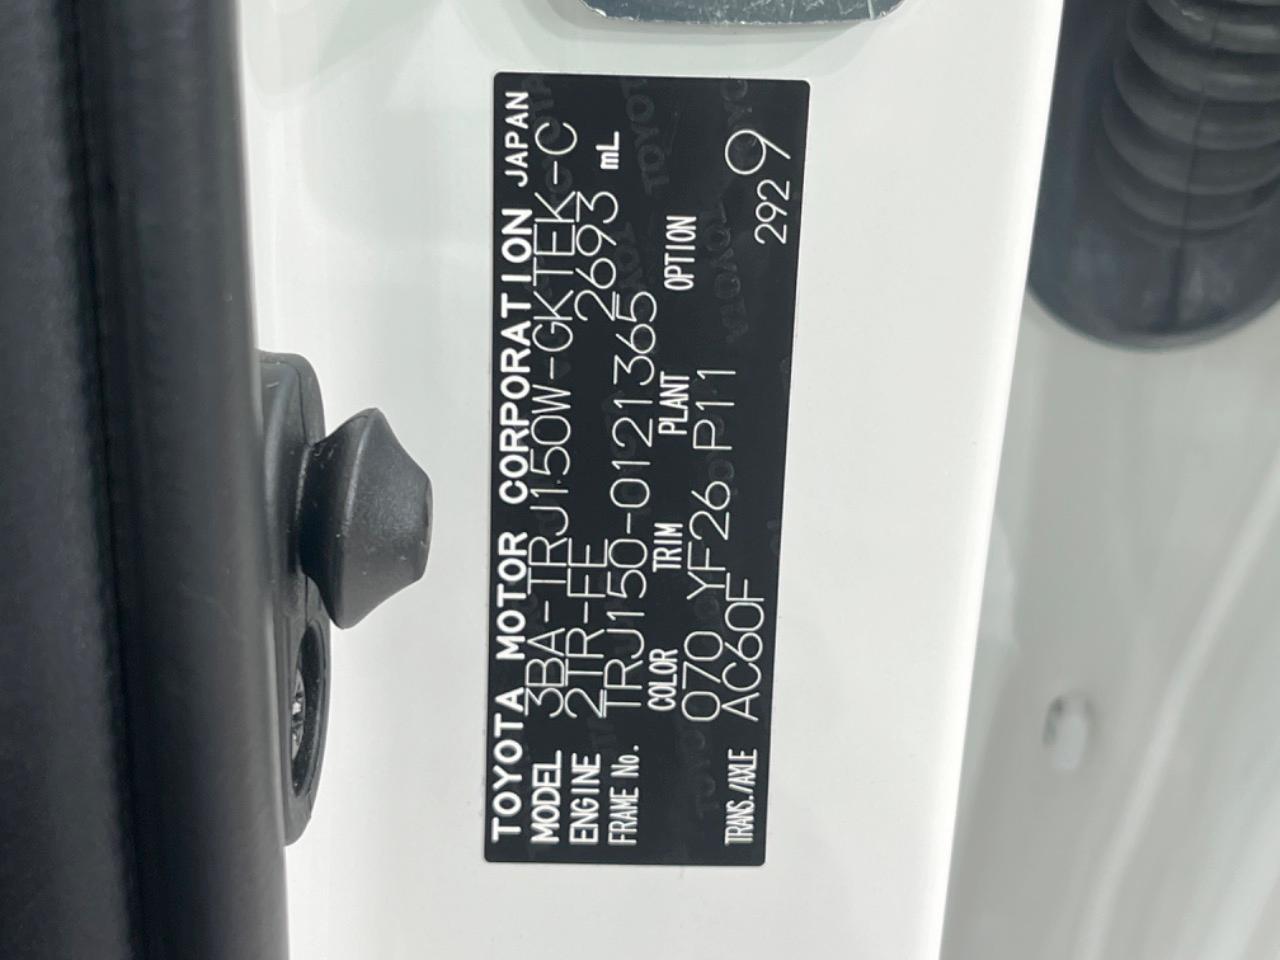 TOYOTA MOTOR CORPORATION JAPAN
MODEL 3BA-TRJ150W-GKTEK-C
ENGINE 2TR-FE 2693 mL
FRAME No. TRJ150-0121365
COLOR TRIM PLANT OPTION
070 YF26 P11
TRANS./AXLE AC60F 9
292